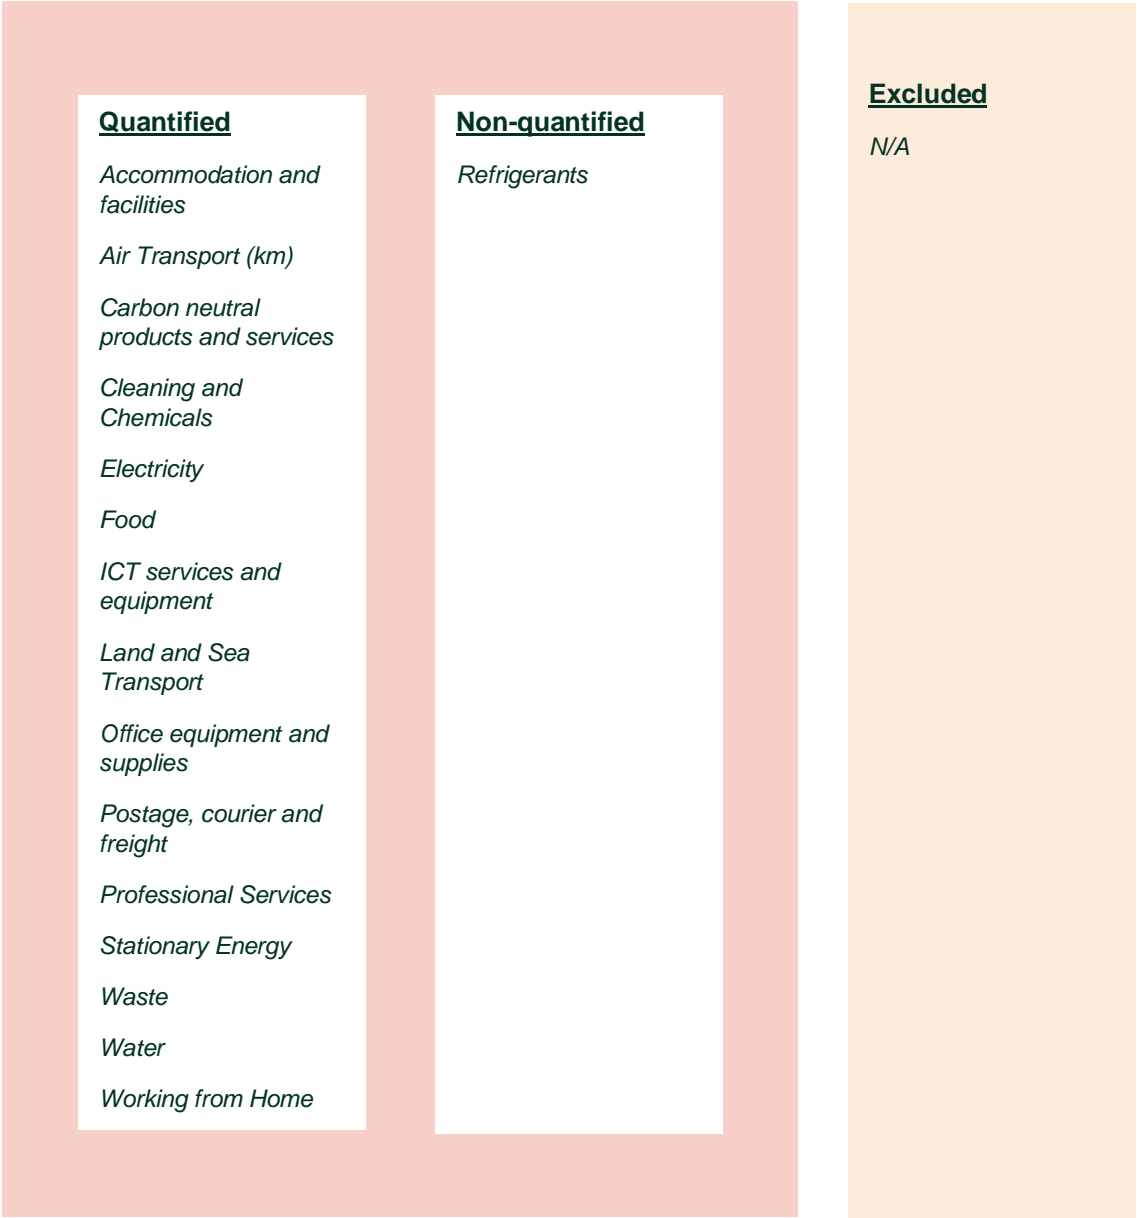 Quantified
Accommodation and
facilities
Air Transport (km)
Carbon neutral
products and services
Cleaning and
Chemicals
Electricity
Food
ICT services and
equipment
Land and Sea
Transport
Office equipment and
supplies
Postage, courier and
freight
Professional Services
Stationary Energy
Waste
Water
Working from Home
Non-quantified
Refrigerants
Excluded
N/A